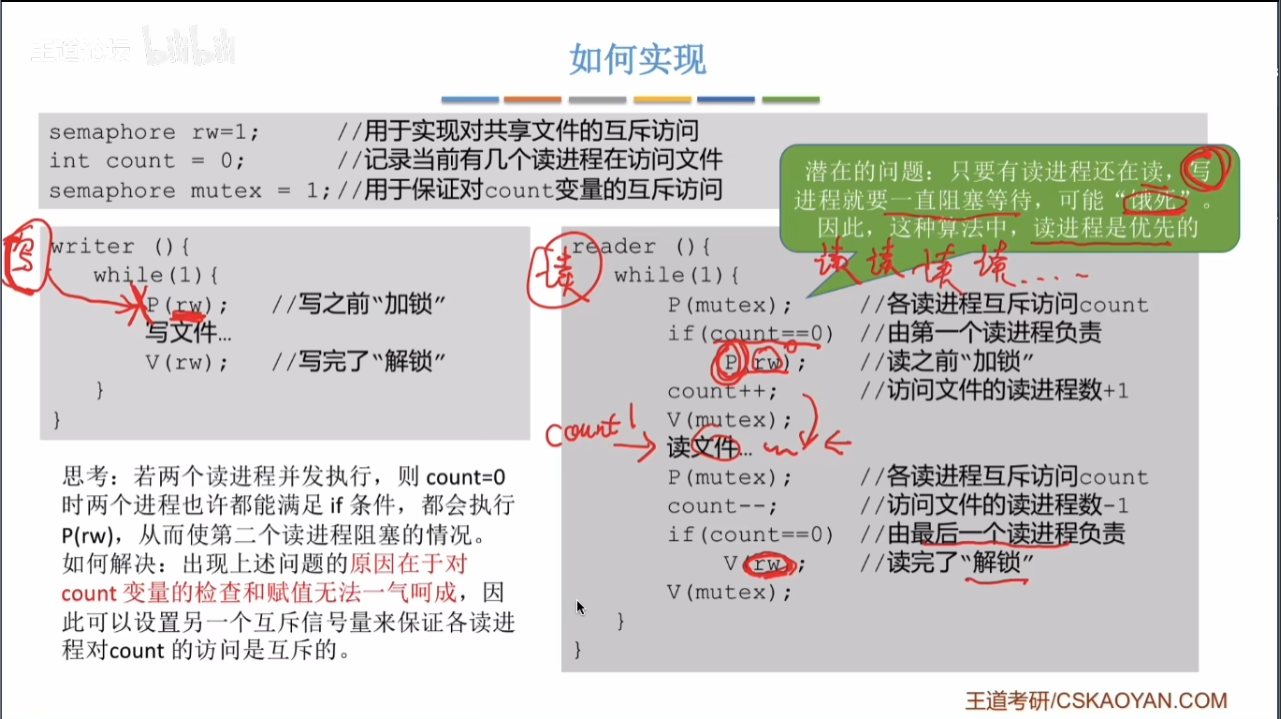 王道论坛 bilibili
如何实现
semaphore rw=1; //用于实现对共享文件的互斥访问
int count = 0; //记录当前有几个读进程在访问文件
semaphore mutex = 1;//用于保证对count变量的互斥访问
潜在的问题：只要有读进程还在读，写
进程就要一直阻塞等待，可能“饿死”。
因此，这种算法中，读进程是优先的
写
writer (){
while(1){
P(rw); //写之前“加锁”
写文件…
V(rw); //写完了“解锁”
}
}
读
reader (){
读 读 读 读....
while(1){
P(mutex); //各读进程互斥访问count
if(count==0) //由第一个读进程负责
P(rw); //读之前“加锁”
count++; //访问文件的读进程数+1
V(mutex);
count 1
读文件…
P(mutex); //各读进程互斥访问count
count--; //访问文件的读进程数-1
if(count==0) //由最后一个读进程负责
V(rw); //读完了“解锁”
V(mutex);
}
}
思考：若两个读进程并发执行，则 count=0
时两个进程也许都能满足 if 条件，都会执行
P(rw)，从而使第二个读进程阻塞的情况。
如何解决：出现上述问题的原因在于对
count 变量的检查和赋值无法一气呵成，因
此可以设置另一个互斥信号量来保证各读进
程对count 的访问是互斥的。
王道考研/CSKAOYAN.COM